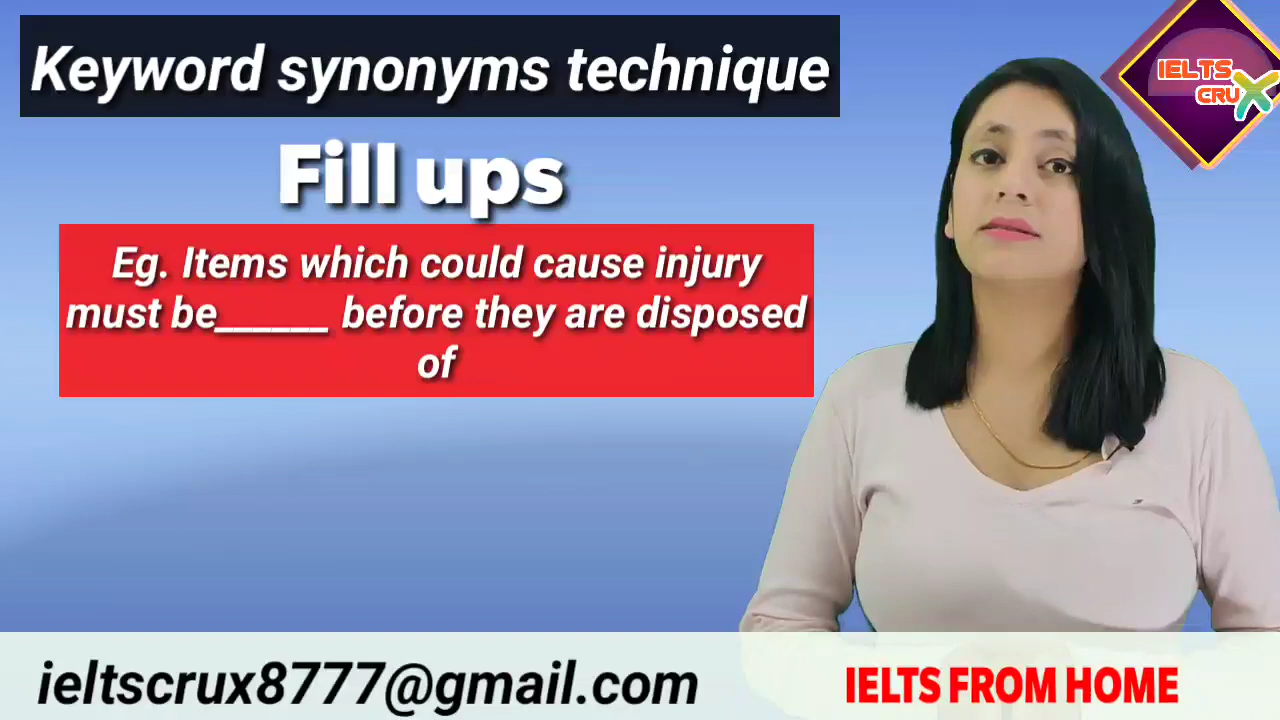 Keyword synonyms technique
IELTS
CRUX
Fill ups
Eg. Items which could cause injury
must be______ before they are disposed
of
ieltscrux8777@gmail.com
IELTS FROM HOME